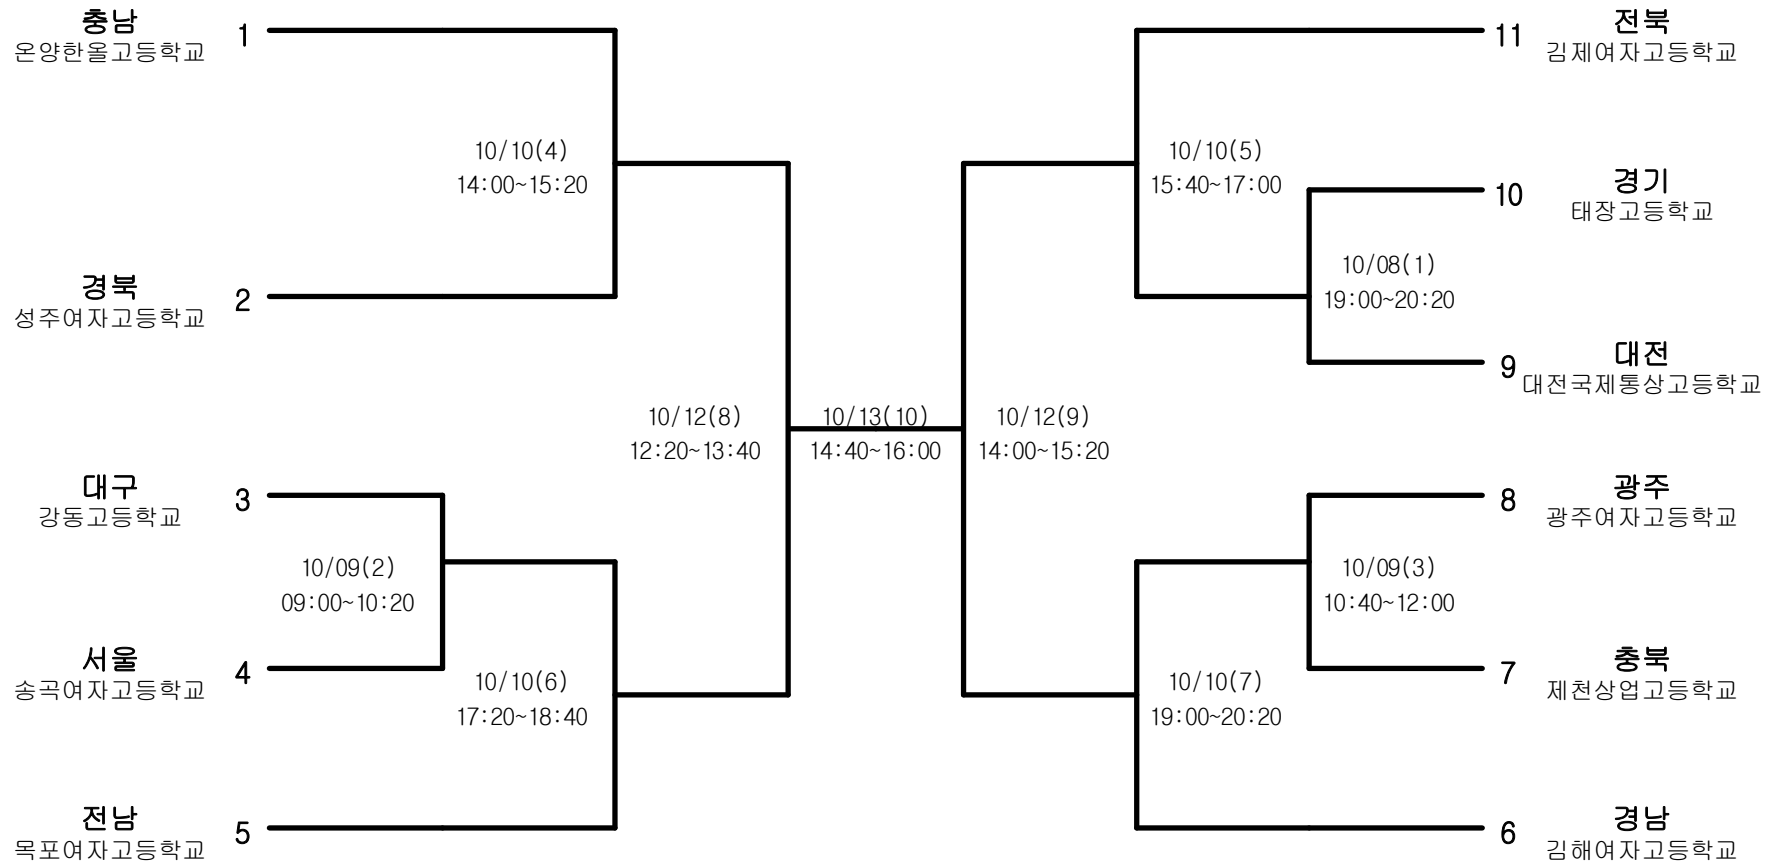 충남
온양한올고등학교
1
10/10(4)
14:00~15:20
경북
성주여자고등학교
2
10/12(8)
12:20~13:40
대구
강동고등학교
3
10/09(2)
09:00~10:20
서울
송곡여자고등학교
4
10/10(6)
17:20~18:40
전남
목포여자고등학교
5
10/13(10)
14:40~16:00
11
전북
김제여자고등학교
10/10(5)
15:40~17:00
10
경기
태장고등학교
10/08(1)
19:00~20:20
9
대전
대전국제통상고등학교
10/12(9)
14:00~15:20
8
광주
광주여자고등학교
10/09(3)
10:40~12:00
7
충북
제천상업고등학교
10/10(7)
19:00~20:20
6
경남
김해여자고등학교